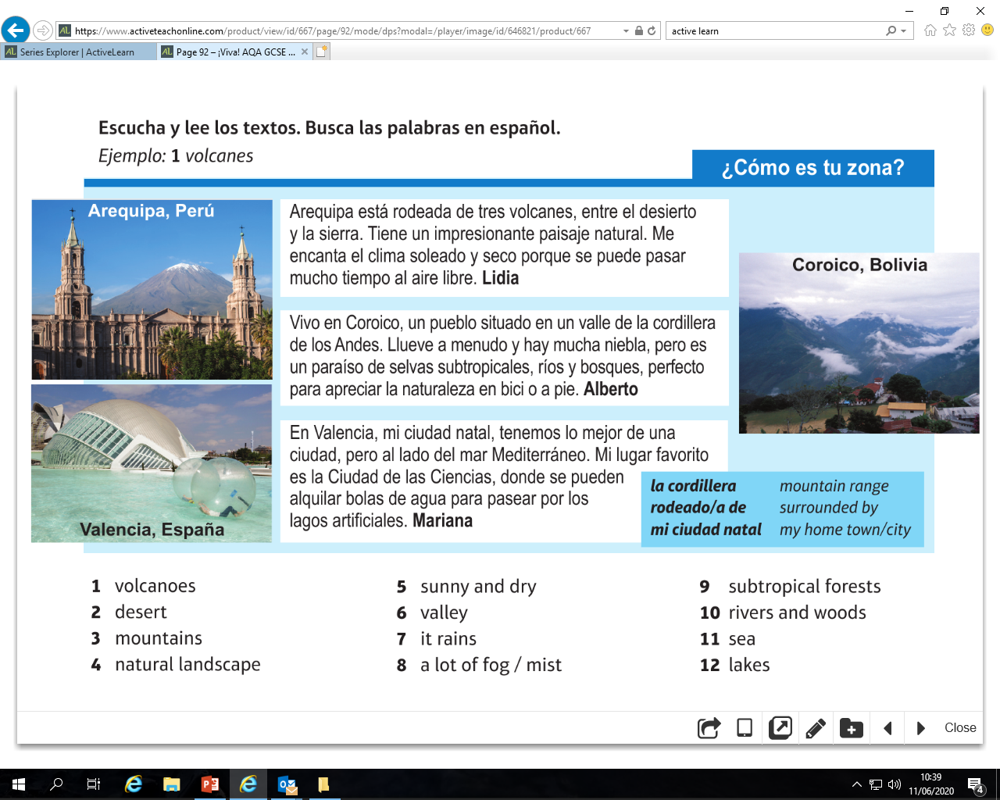 https://www.activeteachonline.com/product/view/id/667/page/92/mode/dps?modal=/player/image/id/646821/product/667
active learn
Series Explorer | ActiveLearn
Page 92 – ¡Viva! AQA GCSE ...
Escucha y lee los textos. Busca las palabras en español.
Ejemplo: 1 volcanes
¿Cómo es tu zona?
Arequipa, Perú
Arequipa está rodeada de tres volcanes, entre el desierto
y la sierra. Tiene un impresionante paisaje natural. Me
encanta el clima soleado y seco porque se puede pasar
mucho tiempo al aire libre. Lidia
Coroico, Bolivia
Vivo en Coroico, un pueblo situado en un valle de la cordillera
de los Andes. Llueve a menudo y hay mucha niebla, pero es
un paraíso de selvas subtropicales, ríos y bosques, perfecto
para apreciar la naturaleza en bici o a pie. Alberto
Valencia, España
En Valencia, mi ciudad natal, tenemos lo mejor de una
ciudad, pero al lado del mar Mediterráneo. Mi lugar favorito
es la Ciudad de las Ciencias, donde se pueden
alquilar bolas de agua para pasear por los
lagos artificiales. Mariana
la cordillera mountain range
rodeado/a de surrounded by
mi ciudad natal my home town/city
1 volcanoes
2 desert
3 mountains
4 natural landscape
5 sunny and dry
6 valley
7 it rains
8 a lot of fog / mist
9 subtropical forests
10 rivers and woods
11 sea
12 lakes
Close
10:39
11/06/2020
4